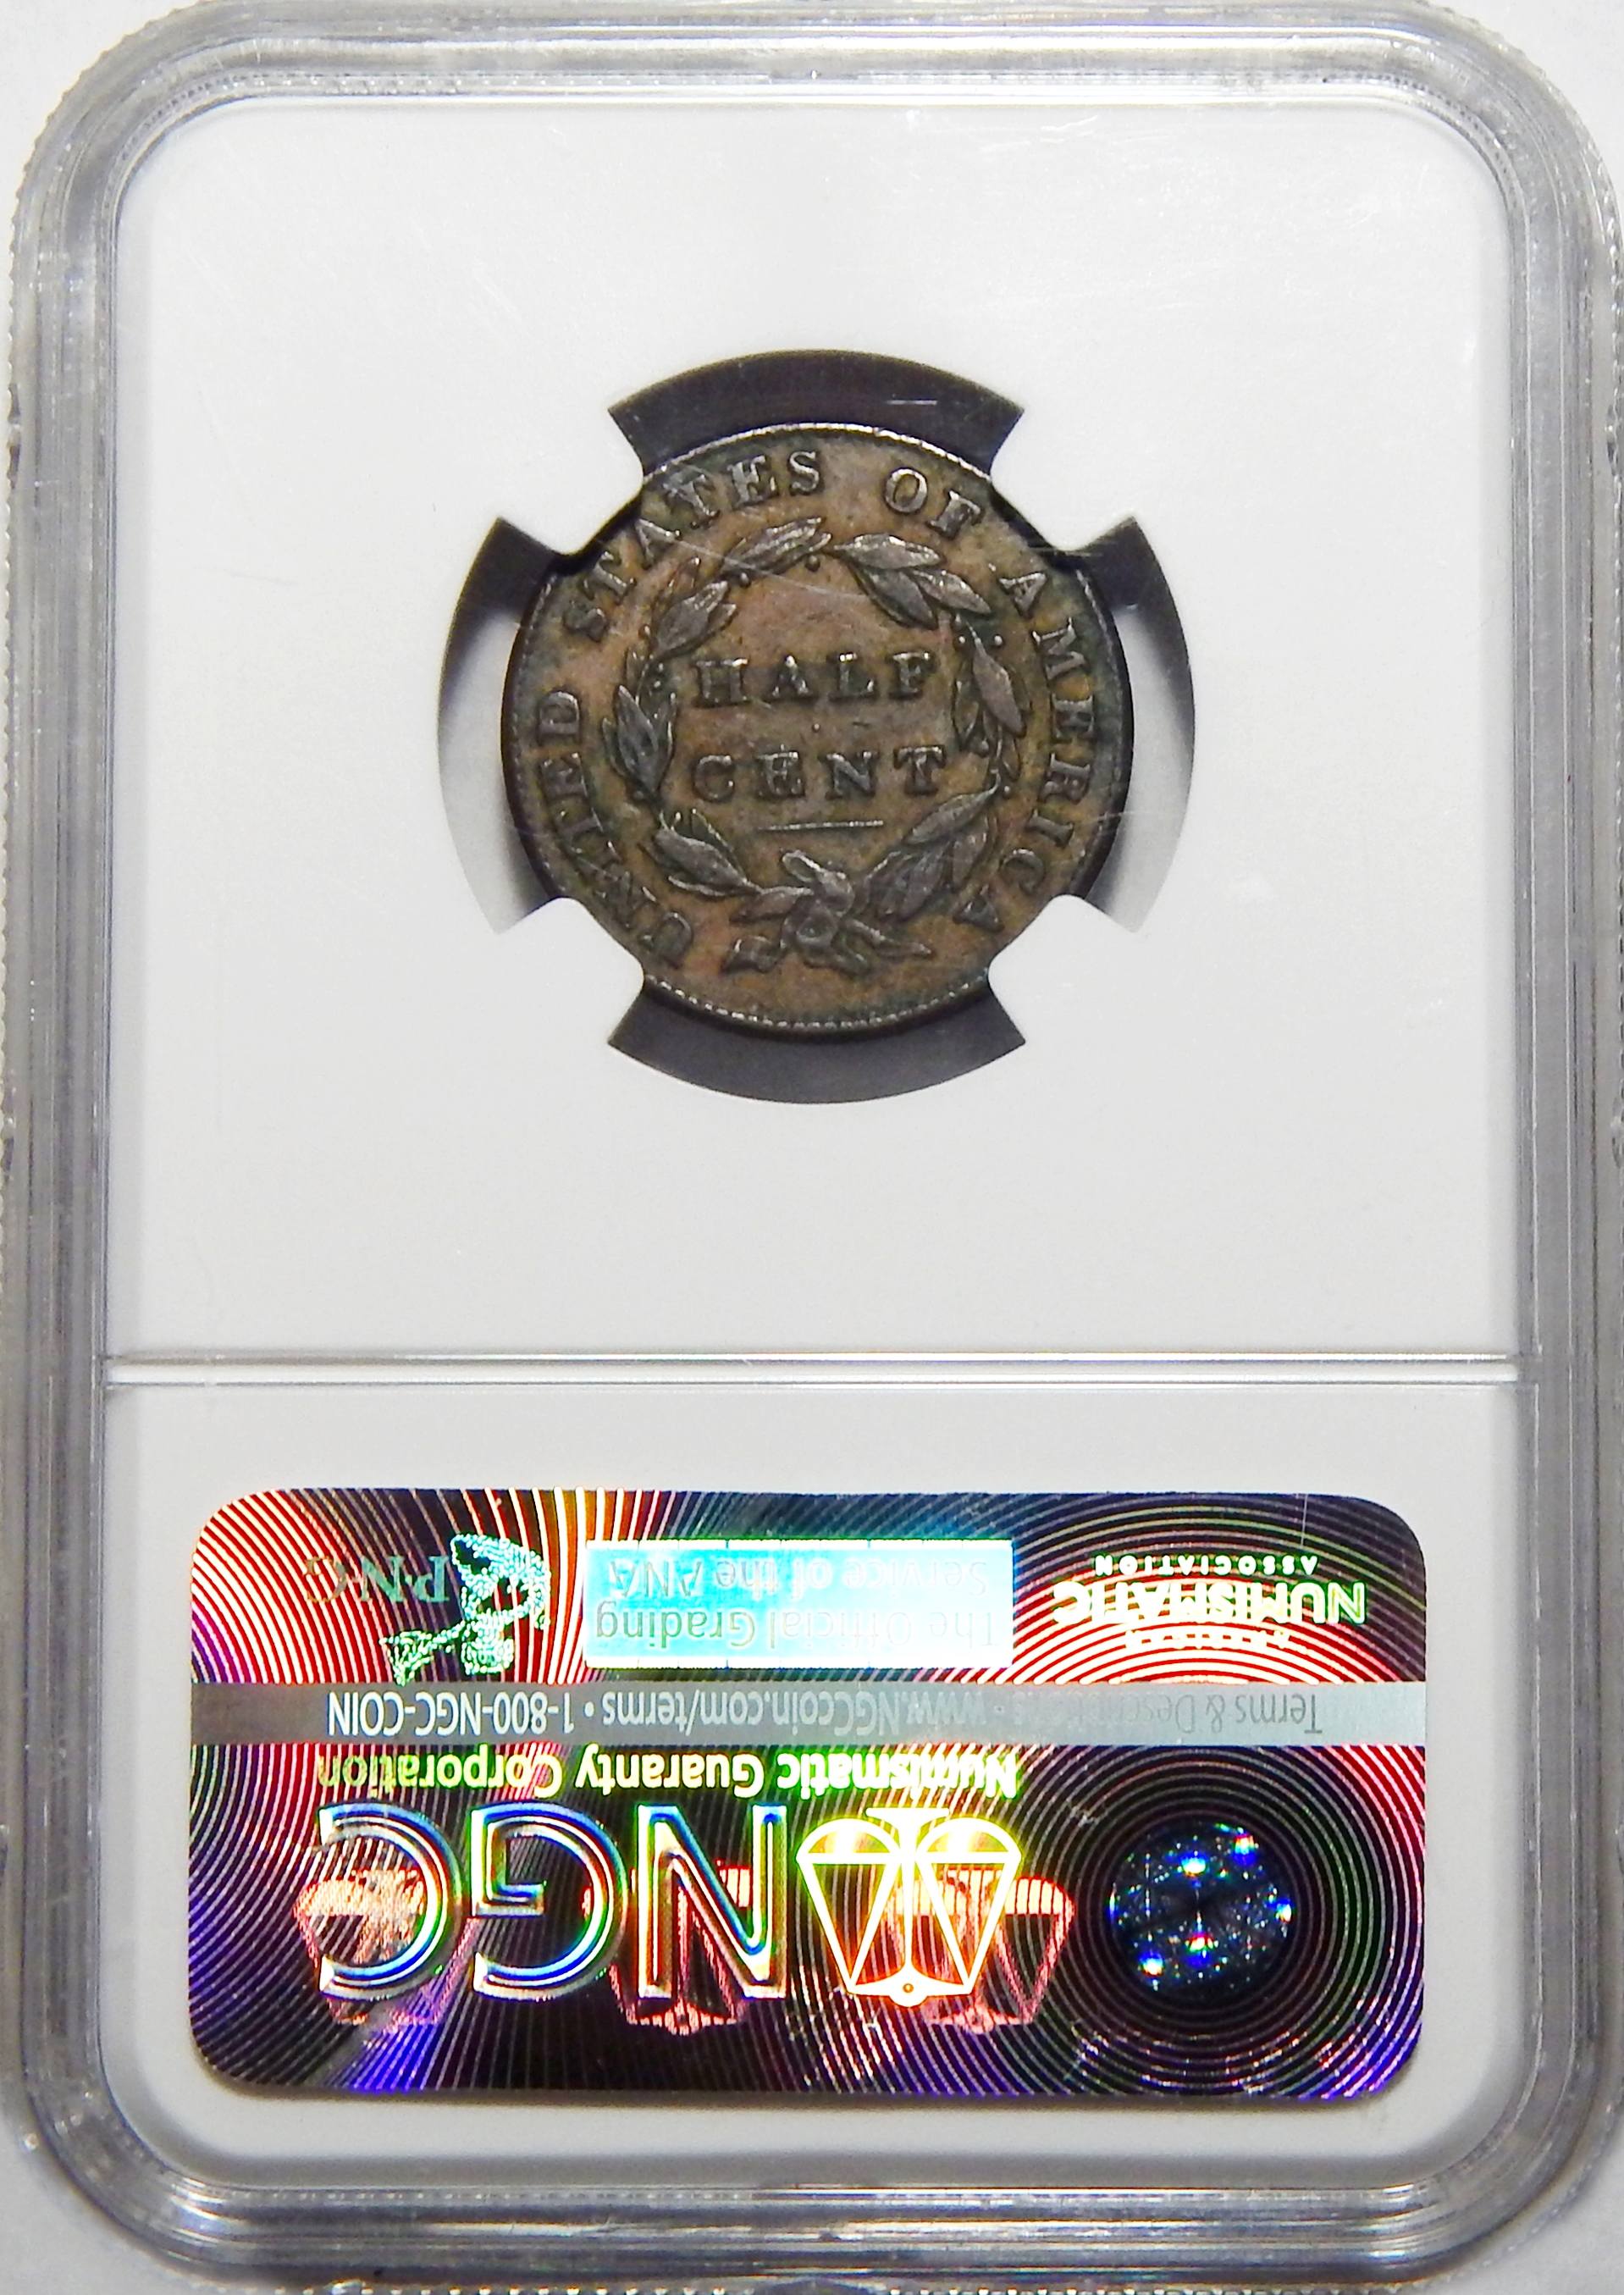 UNITED STATES OF AMERICA
HALF
CENT
NGC
Numismatic Guaranty Corporation
Terms & Descriptions • www.NGCcoin.com/terms • 1-800-NGC-COIN
NUMISMATIC
ASSOCIATION
The Official Grading
Service of the ANA
PNG